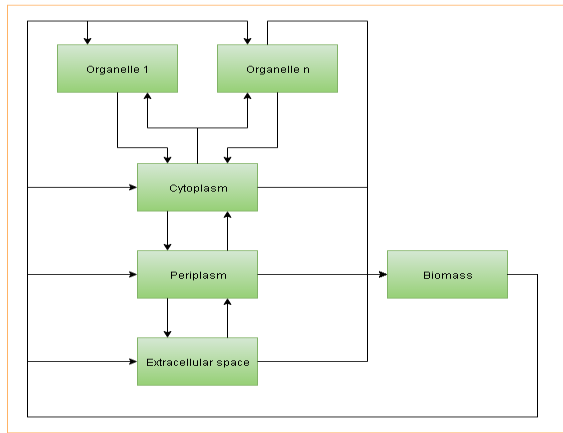 Organelle 1
Organelle n
Cytoplasm
Periplasm
Biomass
Extracellular space